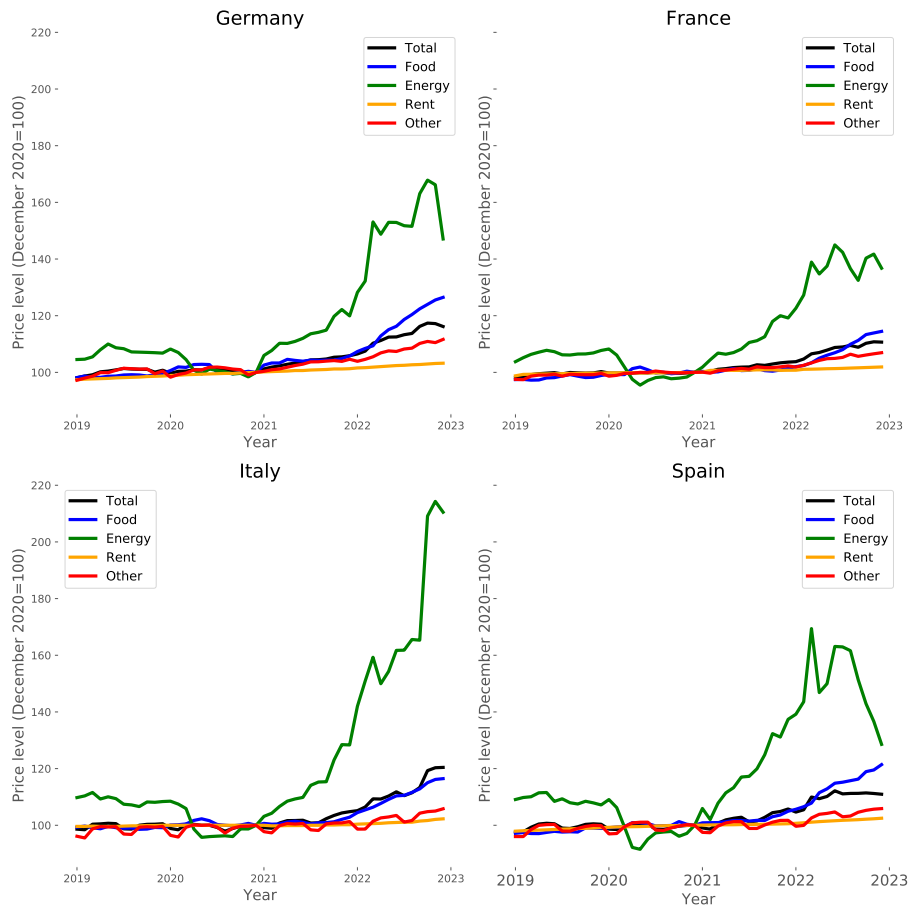 Germany
France
220
200
180
160
140
120
100
Price level (December 2020=100)
Total
Food
Energy
Rent
Other
2019
2020
2021
2022
2023
Year
Price level (December 2020=100)
Total
Food
Energy
Rent
Other
2019
2020
2021
2022
2023
Year
Italy
Spain
220
200
180
160
140
120
100
Price level (December 2020=100)
Total
Food
Energy
Rent
Other
2019
2020
2021
2022
2023
Year
Price level (December 2020=100)
Total
Food
Energy
Rent
Other
2019
2020
2021
2022
2023
Year